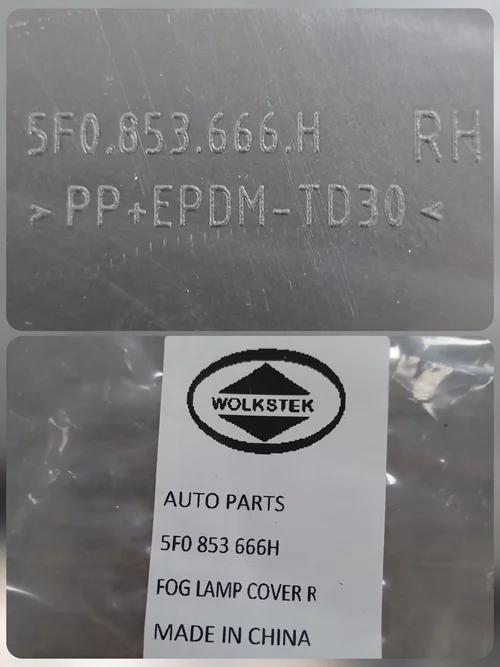 5F0.853.666.H RH
>PP+EPDM-TD30<
WOLKSTEK
AUTO PARTS
5F0 853 666H
FOG LAMP COVER R
MADE IN CHINA